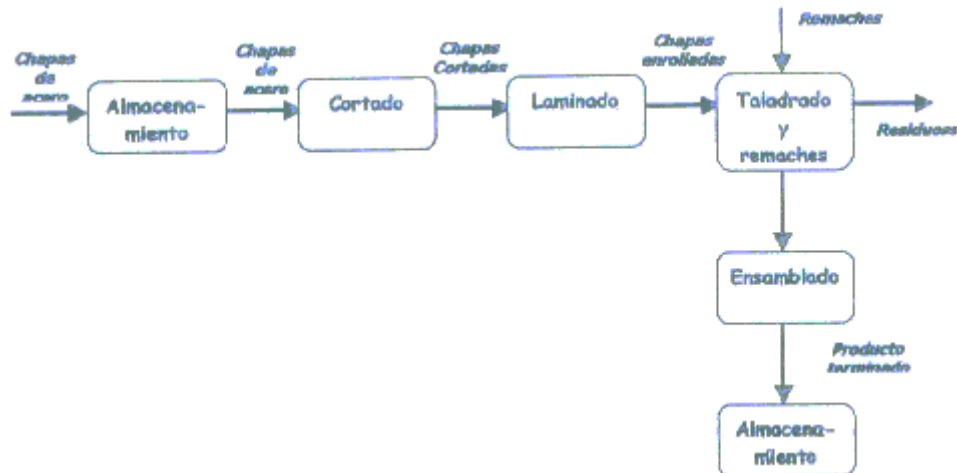 Remaches
Chapas
de
acero
Almacena-
miento
Chapas
de
acero
Cortado
Chapas
Cortadas
Laminado
Chapas
enrolladas
Taladrado
y
remaches
Residuos
Ensamblado
Producto
terminado
Almacena-
miento